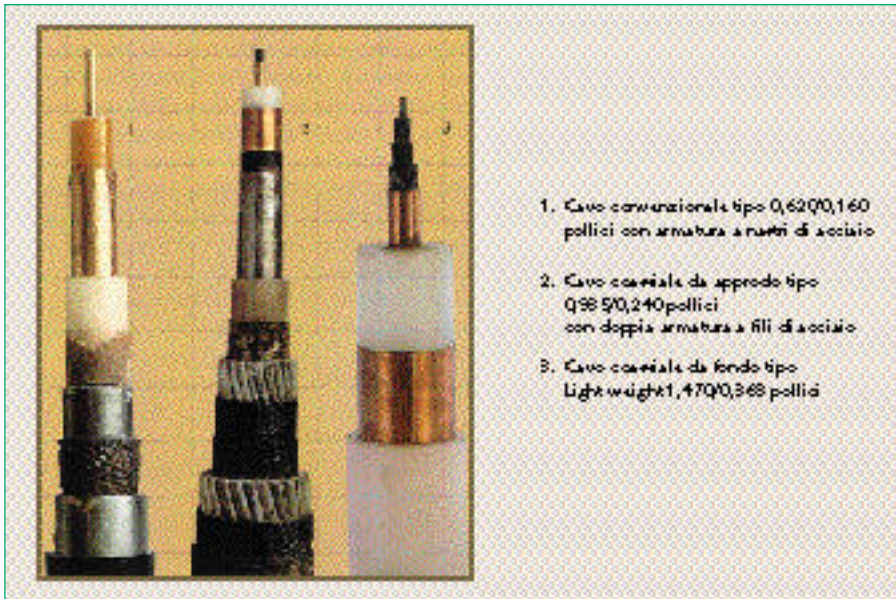 1
2
3
1. Cavo convenzionale tipo 0,620/0,160
pollici con armatura a nastri di acciaio
2. Cavo coassiale da approdo tipo
0,985/0,240 pollici
con doppia armatura a fili di acciaio
3. Cavo coassiale da fondo tipo
Lightweight 1,470/0,368 pollici